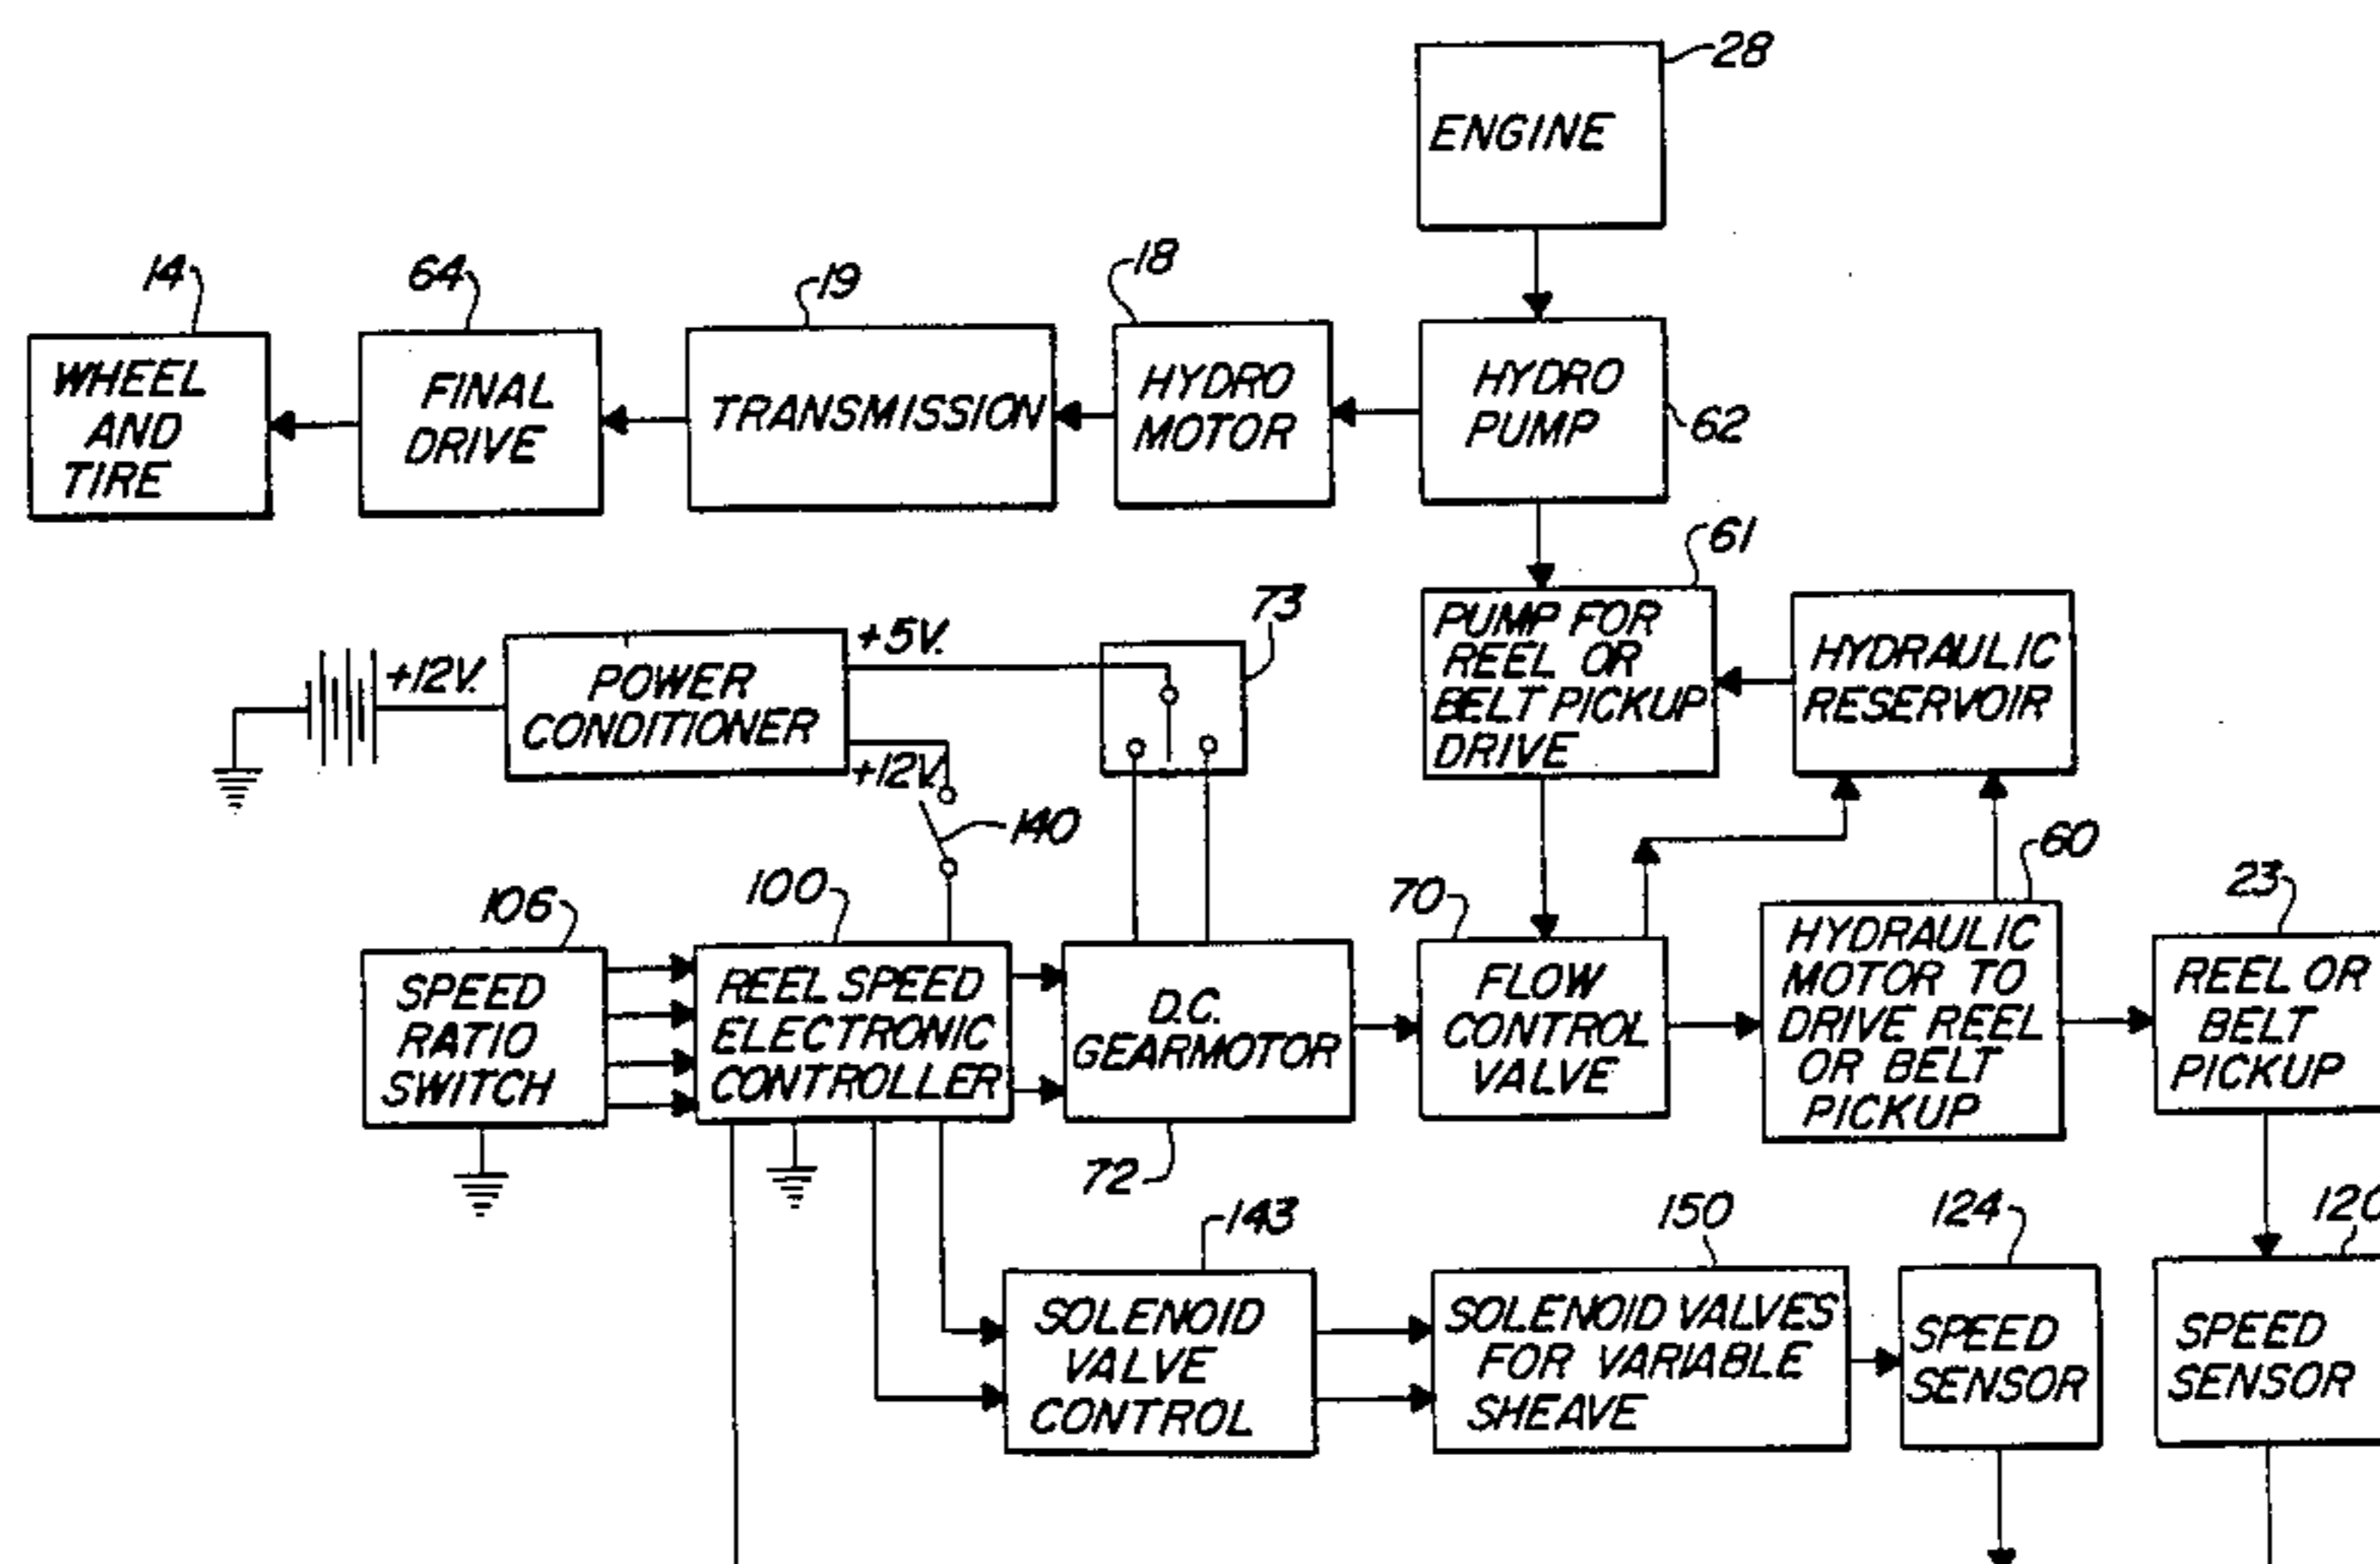 28
ENGINE
14
64
19
18
WHEEL
AND
TIRE
FINAL
DRIVE
TRANSMISSION
HYDRO
MOTOR
HYDRO
PUMP
62
61
73
+12V.
POWER
CONDITIONER
+5V.
+12V.
140
PUMP FOR
REEL OR
BELT PICKUP
DRIVE
HYDRAULIC
RESERVOIR
106
100
70
60
23
SPEED
RATIO
SWITCH
REEL SPEED
ELECTRONIC
CONTROLLER
D.C.
GEARMOTOR
72
FLOW
CONTROL
VALVE
HYDRAULIC
MOTOR TO
DRIVE REEL
OR BELT
PICKUP
REEL OR
BELT
PICKUP
143
150
124
120
SOLENOID
VALVE
CONTROL
SOLENOID VALVES
FOR VARIABLE
SHEAVE
SPEED
SENSOR
SPEED
SENSOR